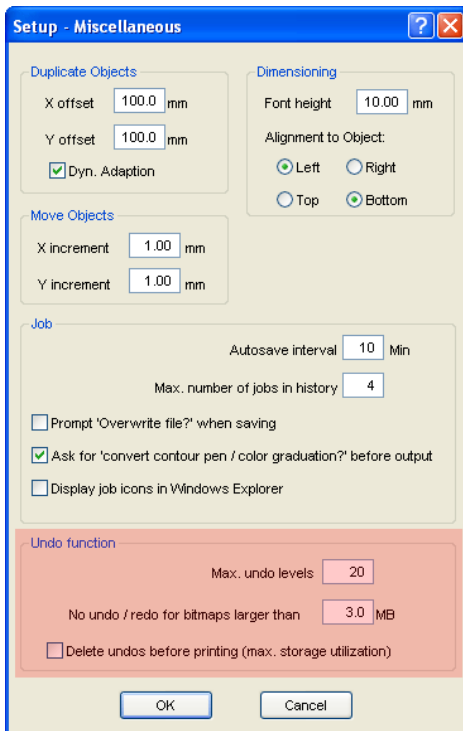 Setup - Miscellaneous
Duplicate Objects
X offset 100.0 mm
Y offset 100.0 mm
Dyn. Adaption
Dimensioning
Font height 10.00 mm
Alignment to Object:
Left Right
Top Bottom
Move Objects
X increment 1.00 mm
Y increment 1.00 mm
Job
Autosave interval 10 Min
Max. number of jobs in history 4
Prompt 'Overwrite file?' when saving
Ask for 'convert contour pen / color graduation?' before output
Display job icons in Windows Explorer
Undo function
Max. undo levels 20
No undo / redo for bitmaps larger than 3.0 MB
Delete undos before printing (max. storage utilization)
OK Cancel